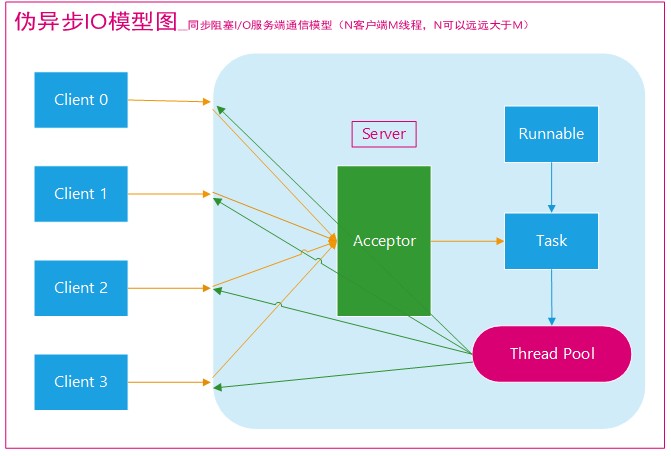 伪异步IO模型图__同步阻塞I/O服务端通信模型（N客户端M线程，N可以远远大于M）
Client 0
Server
Runnable
Client 1
Acceptor
Task
Client 2
Thread Pool
Client 3